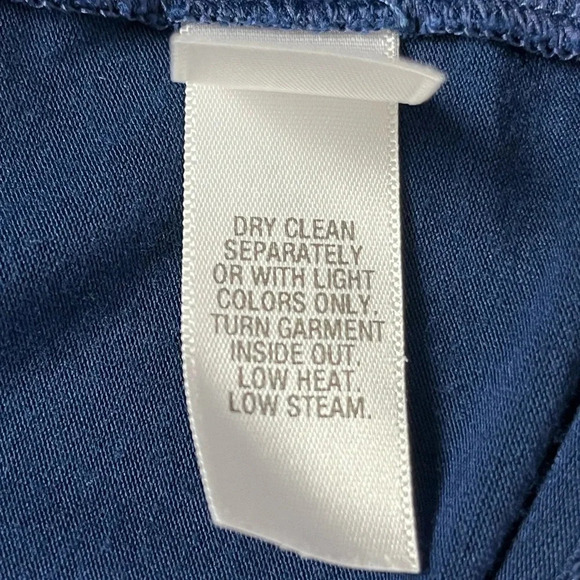 DRY CLEAN
SEPARATELY
OR WITH LIGHT
COLORS ONLY.
TURN GARMENT
INSIDE OUT.
LOW HEAT.
LOW STEAM.